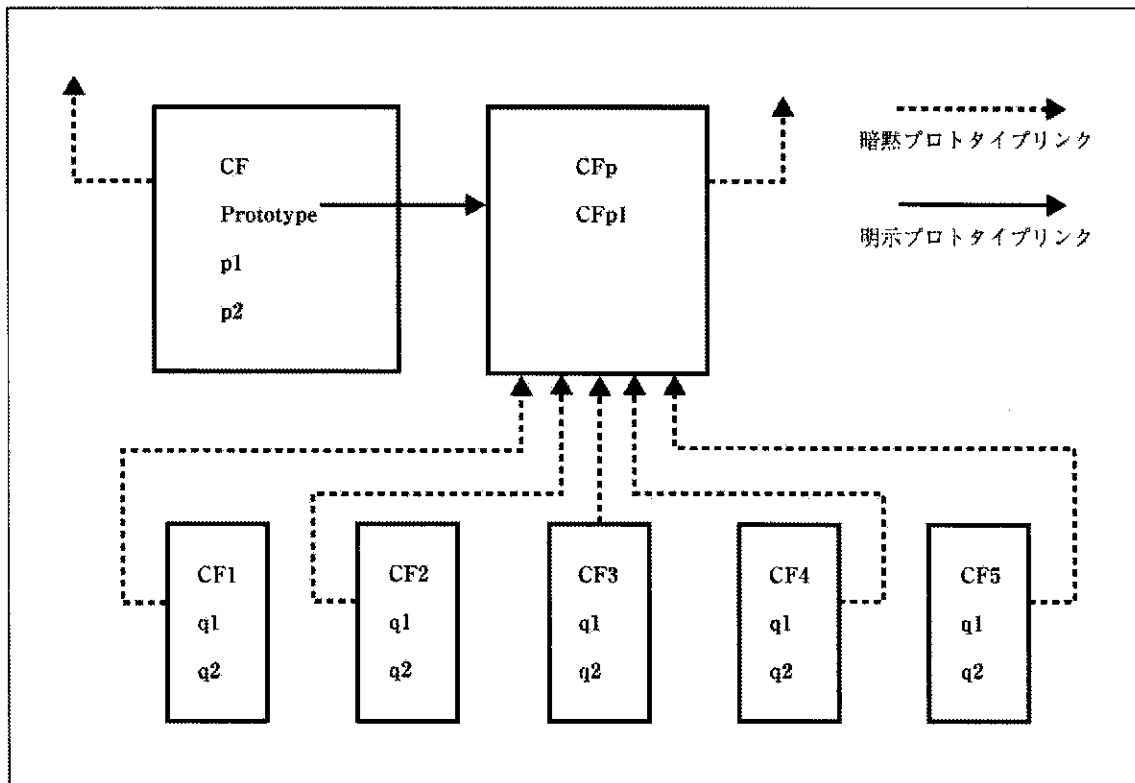 CF
Prototype
p1
p2
CFp
CFp1
暗黙プロトタイプリンク
明示プロトタイプリンク
CF1
q1
q2
CF2
q1
q2
CF3
q1
q2
CF4
q1
q2
CF5
q1
q2